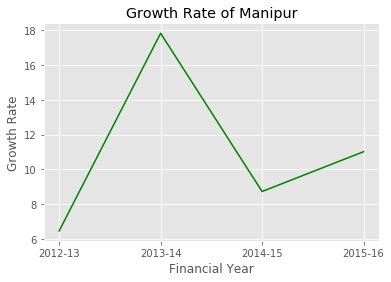 Growth Rate of Manipur
18
16
14
12
10
8
6
Growth Rate
2012-13 2013-14 2014-15 2015-16
Financial Year